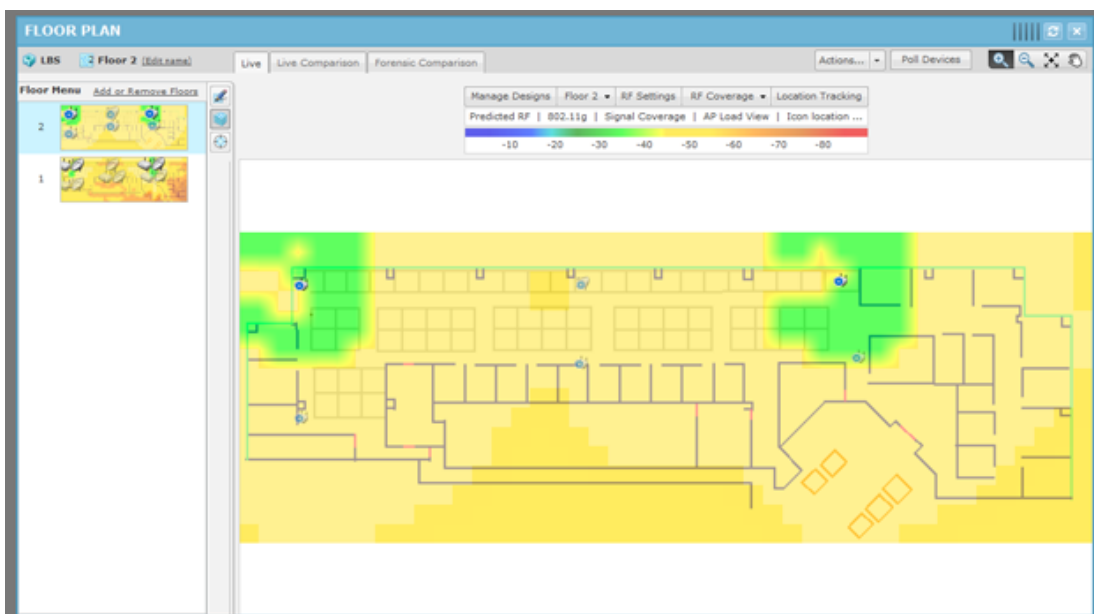 FLOOR PLAN
LBS 2 Floor 2 (Edit name) Live Live Comparison Forensic Comparison Actions... Poll Devices
Floor Menu Add or Remove Floors
Manage Designs Floor 2 RF Settings RF Coverage Location Tracking
Predicted RF | 802.11g | Signal Coverage | AP Load View | Icon location ...
-10 -20 -30 -40 -50 -60 -70 -80
2
1